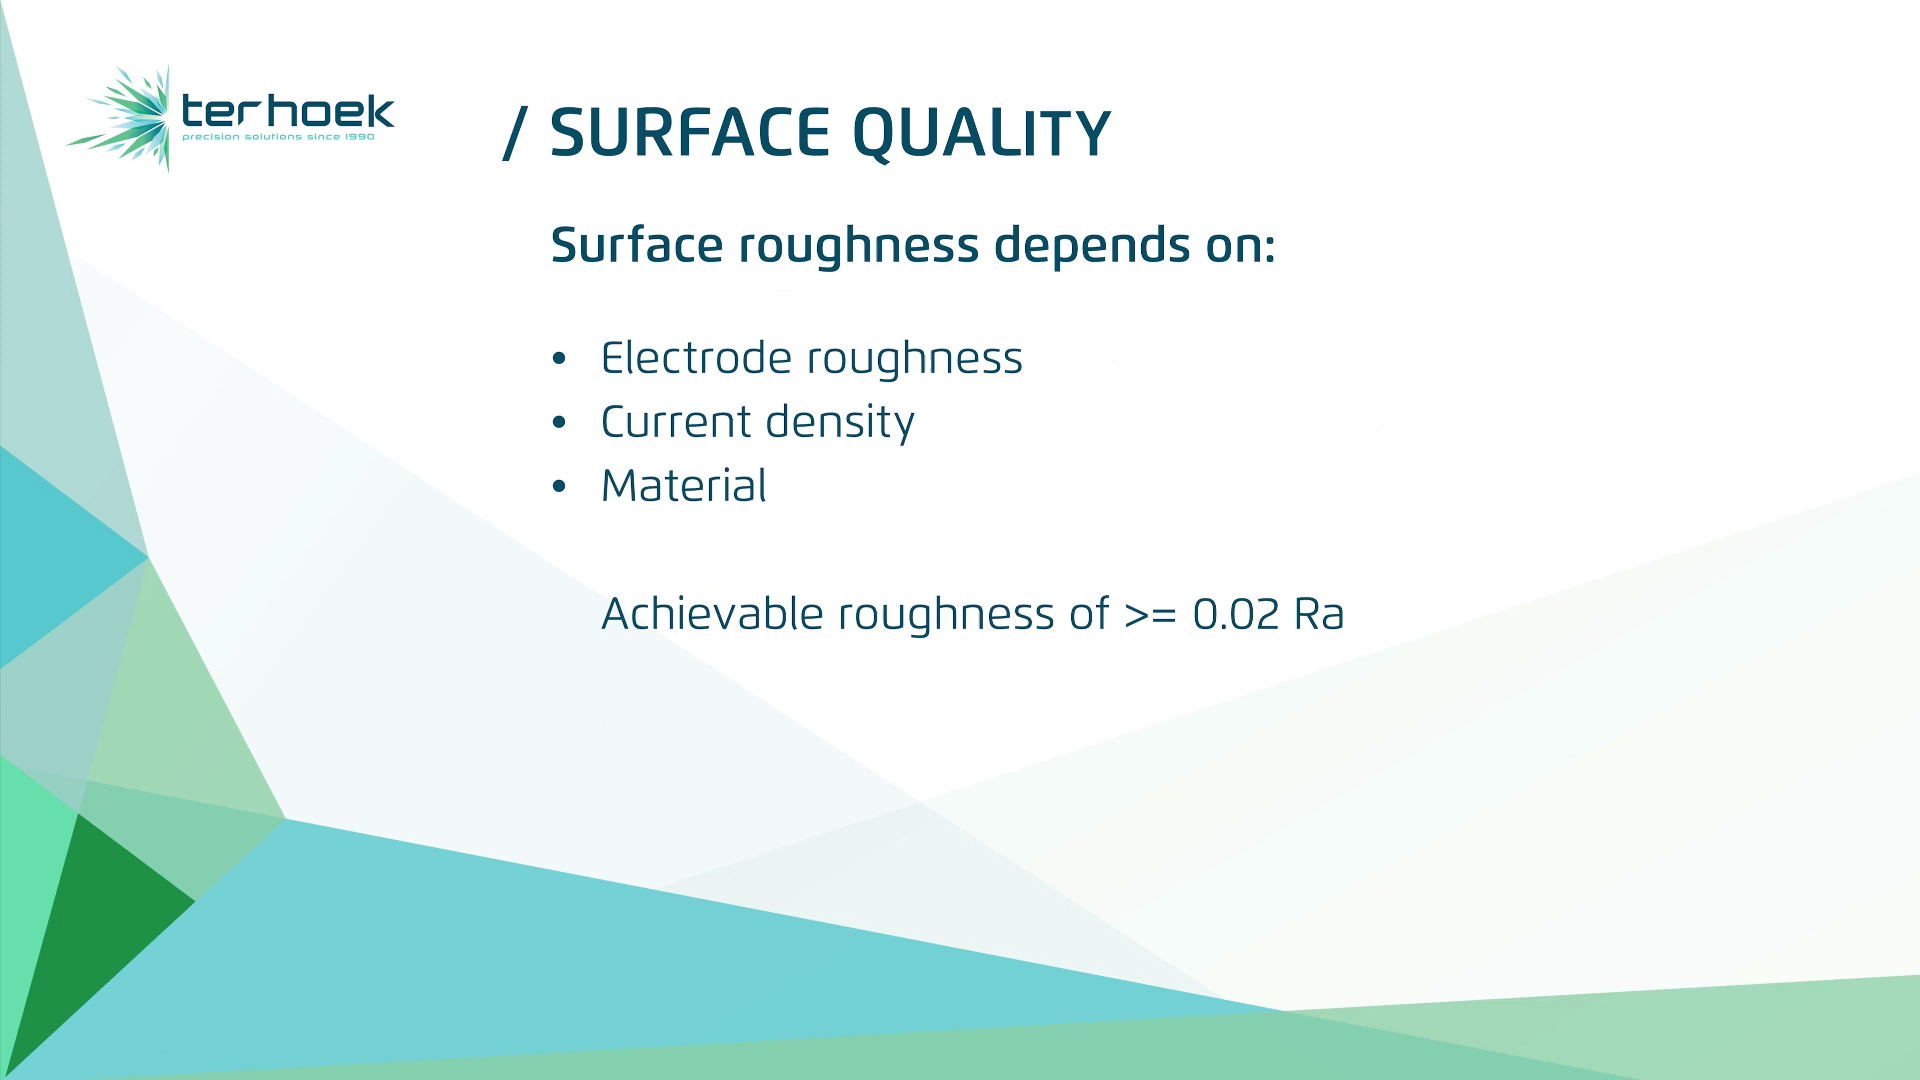 terhoek
precision solutions since 1990
/ SURFACE QUALITY
Surface roughness depends on:
• Electrode roughness
• Current density
• Material
Achievable roughness of >= 0.02 Ra